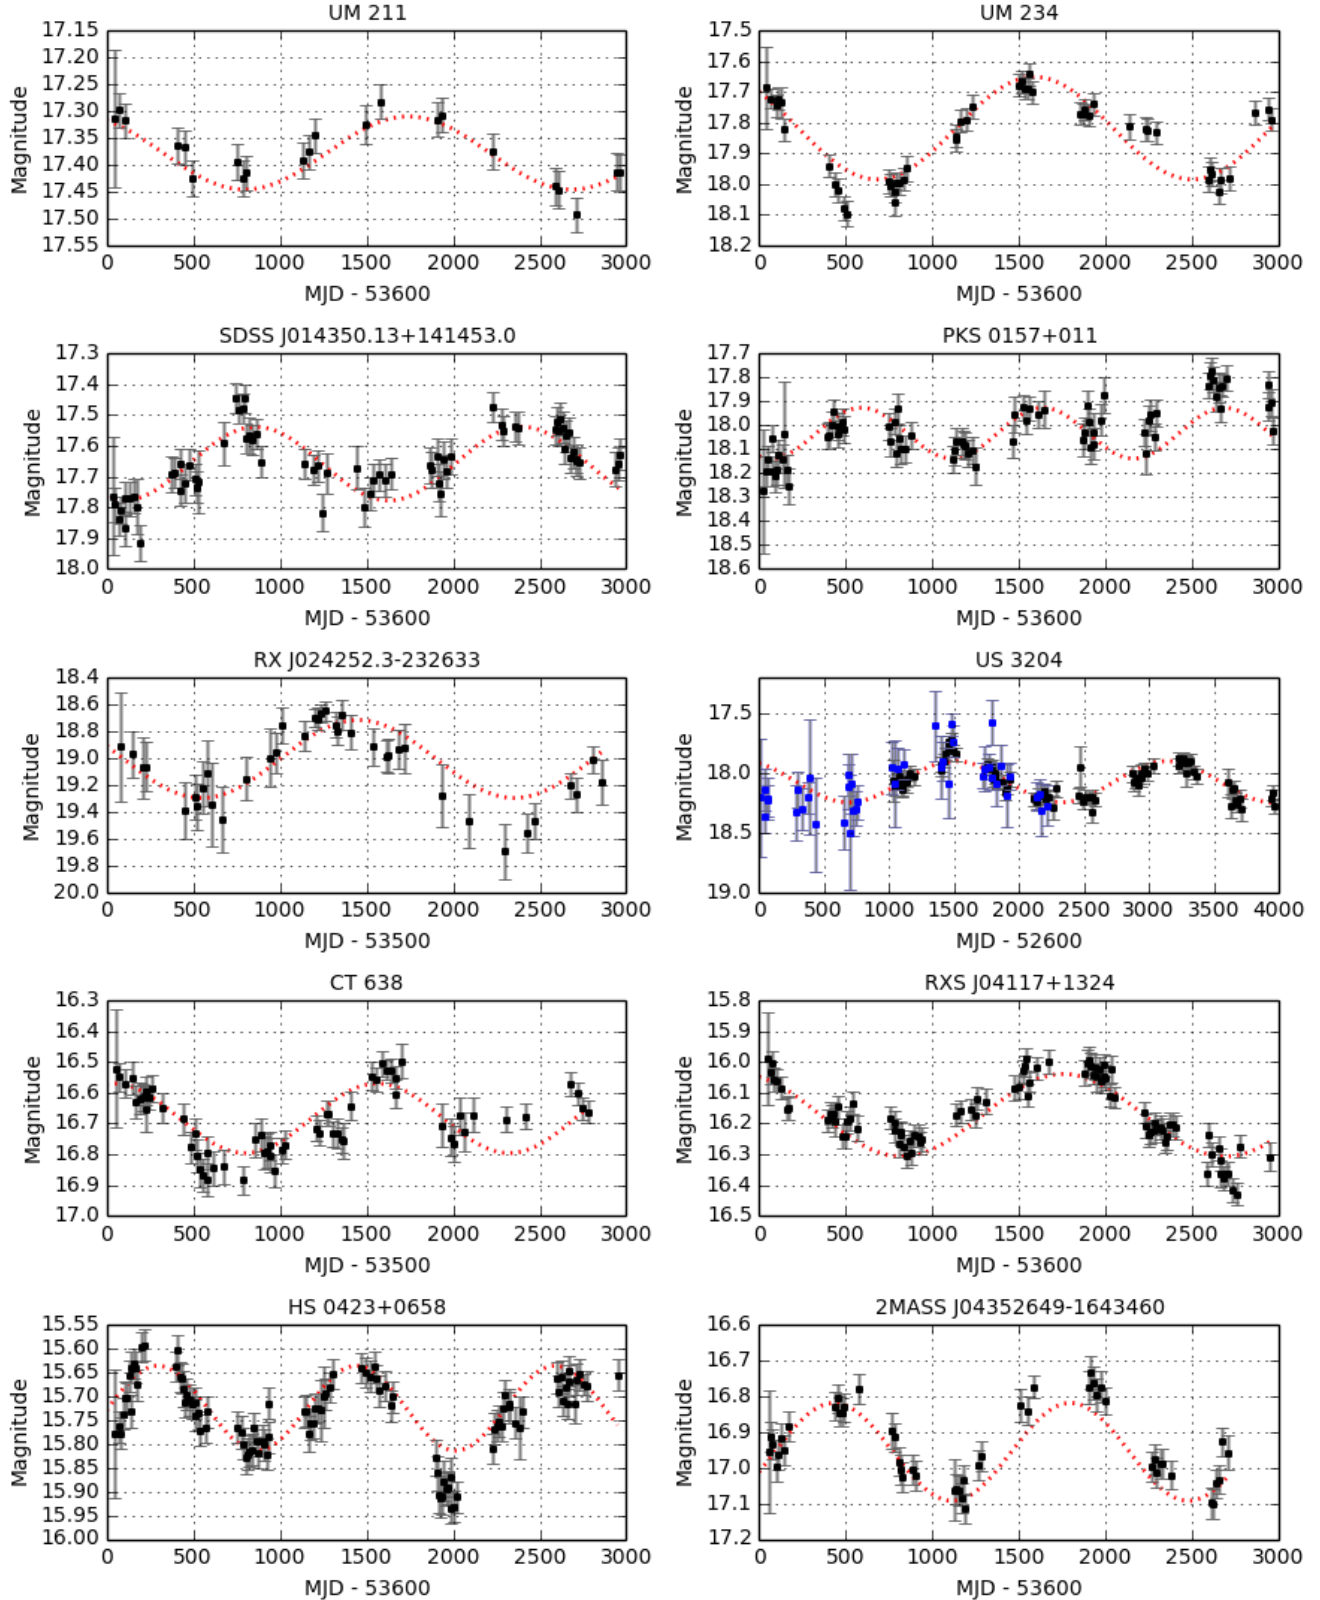 UM 211
17.15
17.20
17.25
17.30
17.35
17.40
17.45
17.50
17.55
Magnitude
0 500 1000 1500 2000 2500 3000
MJD - 53600
UM 234
17.5
17.6
17.7
17.8
17.9
18.0
18.1
18.2
Magnitude
0 500 1000 1500 2000 2500 3000
MJD - 53600
SDSS J014350.13+141453.0
17.3
17.4
17.5
17.6
17.7
17.8
17.9
18.0
Magnitude
0 500 1000 1500 2000 2500 3000
MJD - 53600
PKS 0157+011
17.7
17.8
17.9
18.0
18.1
18.2
18.3
18.4
18.5
18.6
Magnitude
0 500 1000 1500 2000 2500 3000
MJD - 53600
RX J024252.3-232633
18.4
18.6
18.8
19.0
19.2
19.4
19.6
19.8
20.0
Magnitude
0 500 1000 1500 2000 2500 3000
MJD - 53500
US 3204
17.5
18.0
18.5
19.0
Magnitude
0 500 1000 1500 2000 2500 3000 3500 4000
MJD - 52600
CT 638
16.3
16.4
16.5
16.6
16.7
16.8
16.9
17.0
Magnitude
0 500 1000 1500 2000 2500 3000
MJD - 53500
RXS J04117+1324
15.8
15.9
16.0
16.1
16.2
16.3
16.4
16.5
Magnitude
0 500 1000 1500 2000 2500 3000
MJD - 53600
HS 0423+0658
15.55
15.60
15.65
15.70
15.75
15.80
15.85
15.90
15.95
16.00
Magnitude
0 500 1000 1500 2000 2500 3000
MJD - 53600
2MASS J04352649-1643460
16.6
16.7
16.8
16.9
17.0
17.1
17.2
Magnitude
0 500 1000 1500 2000 2500 3000
MJD - 53600